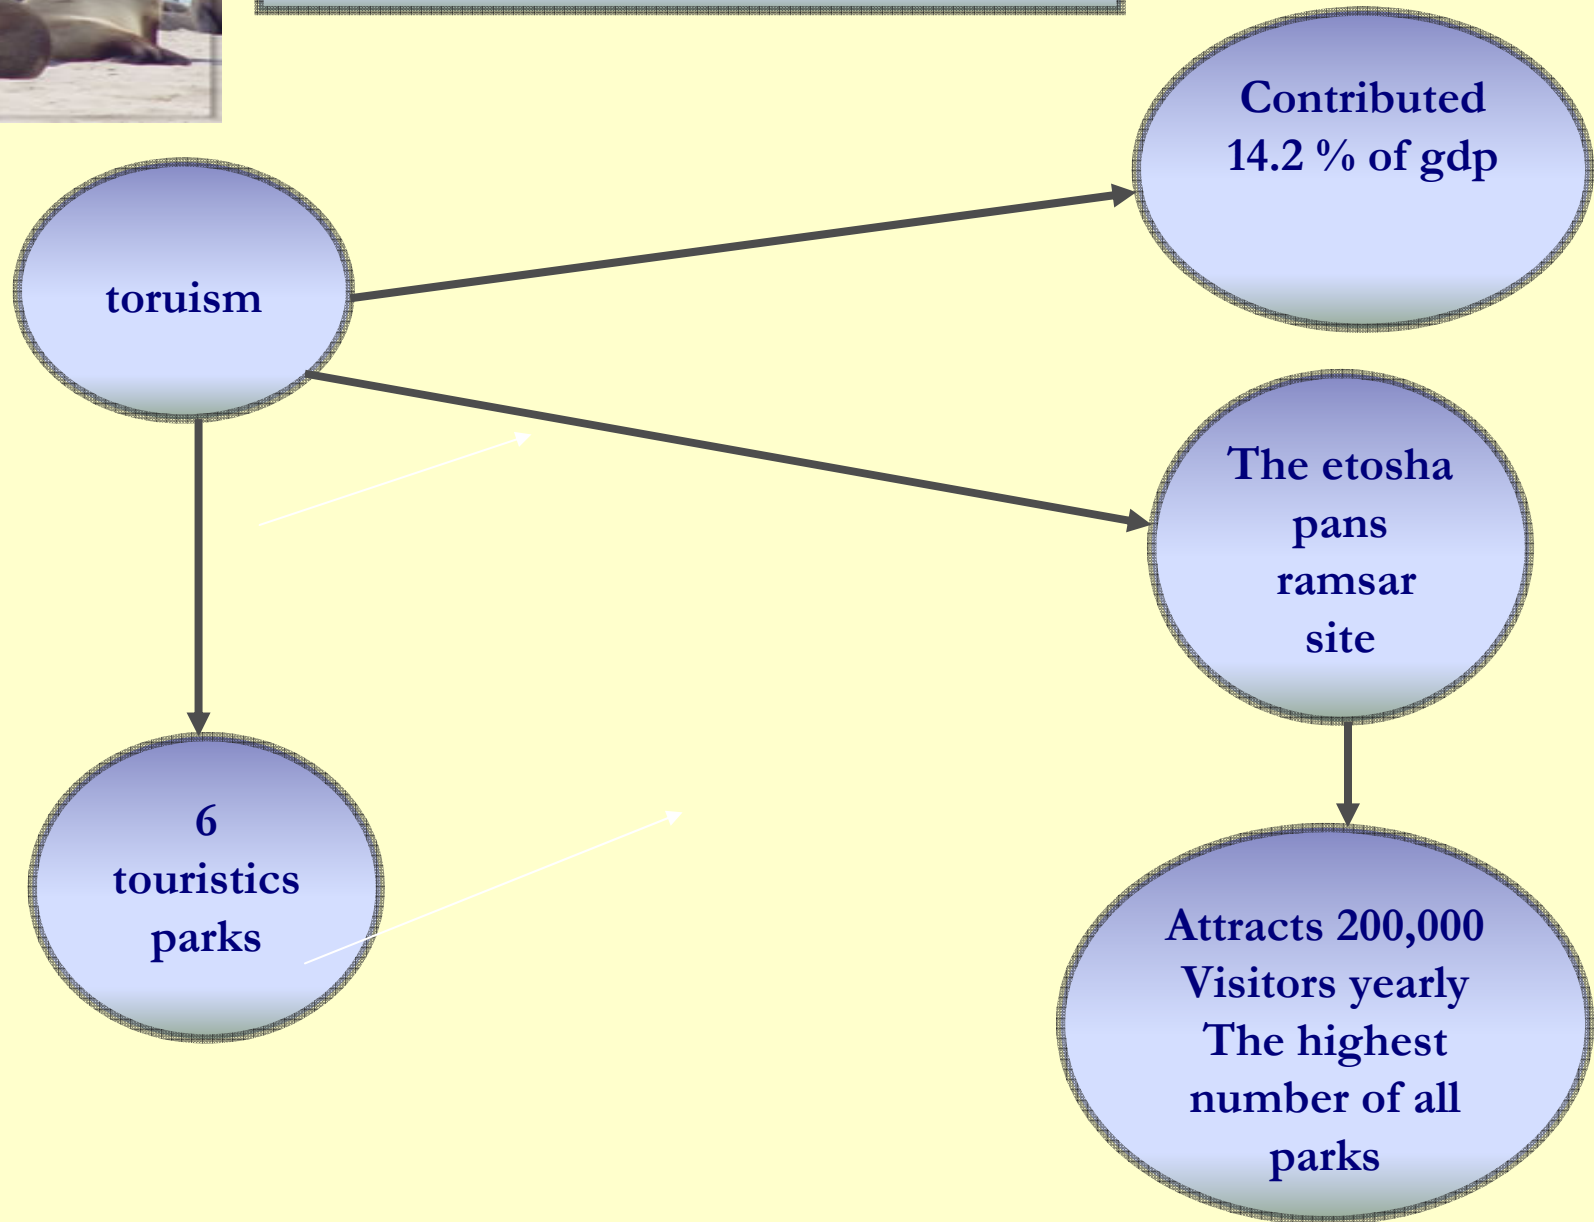 Contributed
14.2 % of gdp
toruism
The etosha
pans
ramsar
site
6
touristics
parks
Attracts 200,000
Visitors yearly
The highest
number of all
parks